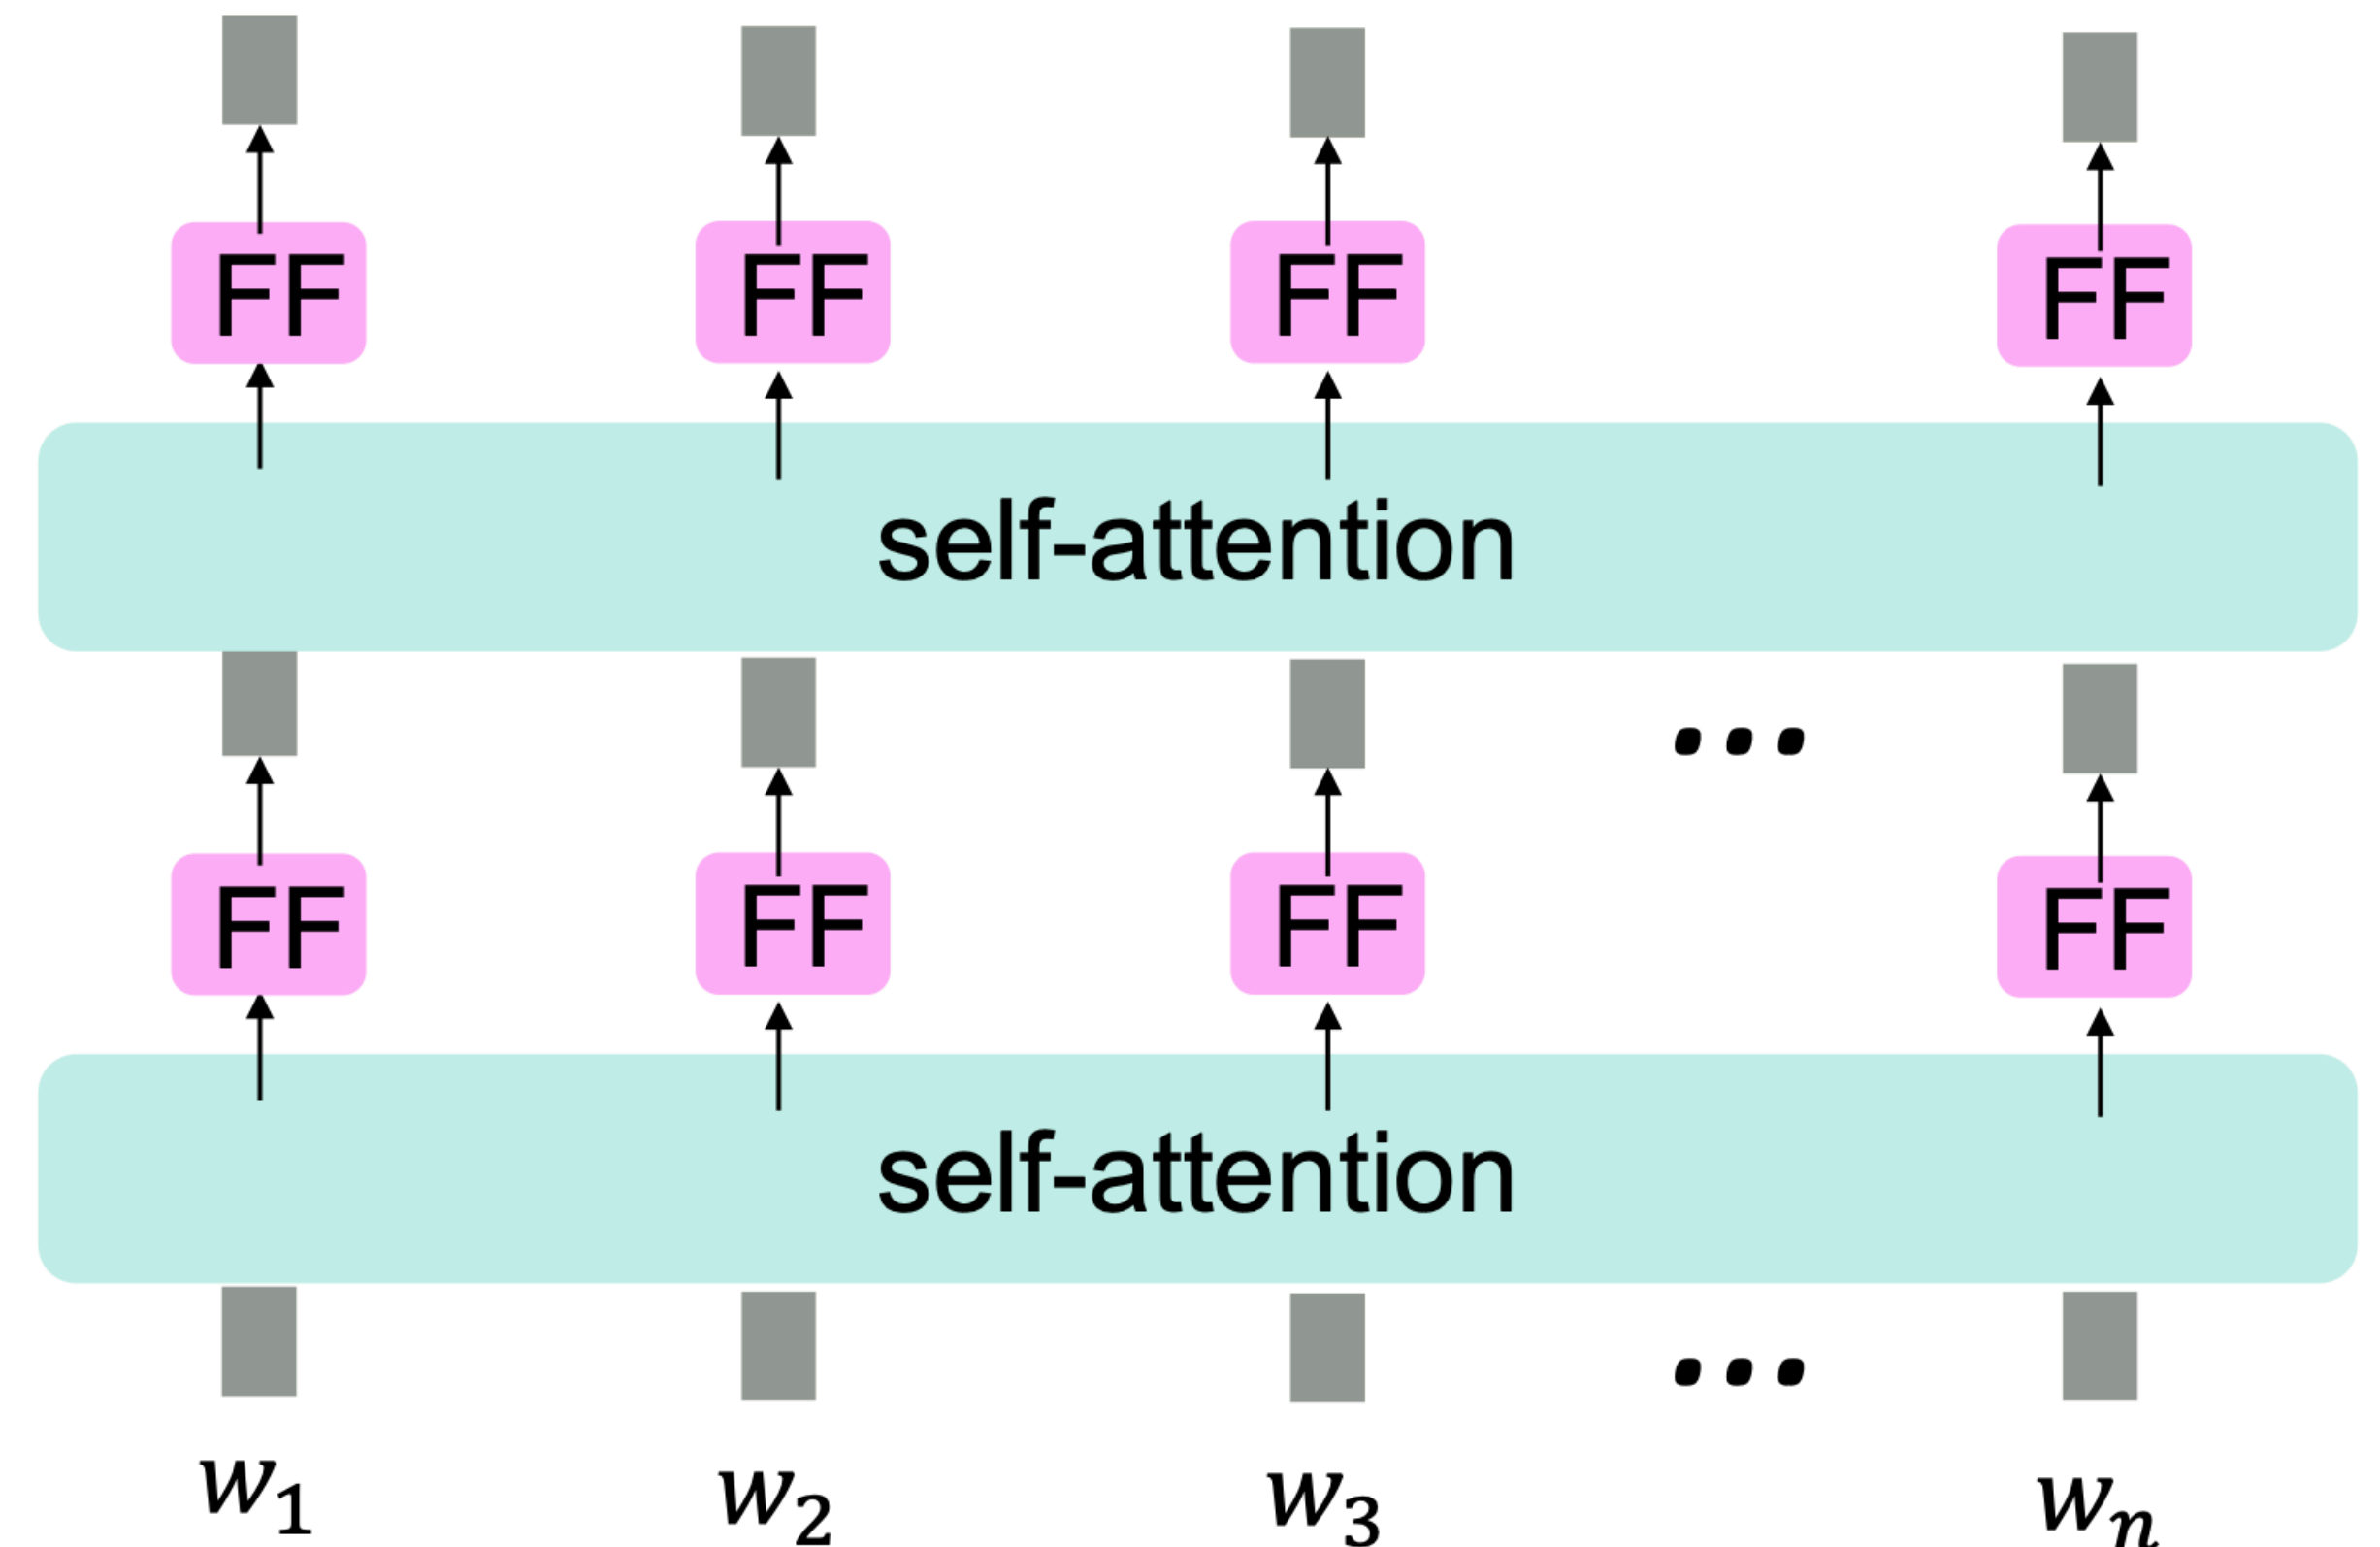 FF FF FF FF
self-attention
...
FF FF FF FF
self-attention
...
w₁ w₂ w₃ wₙ